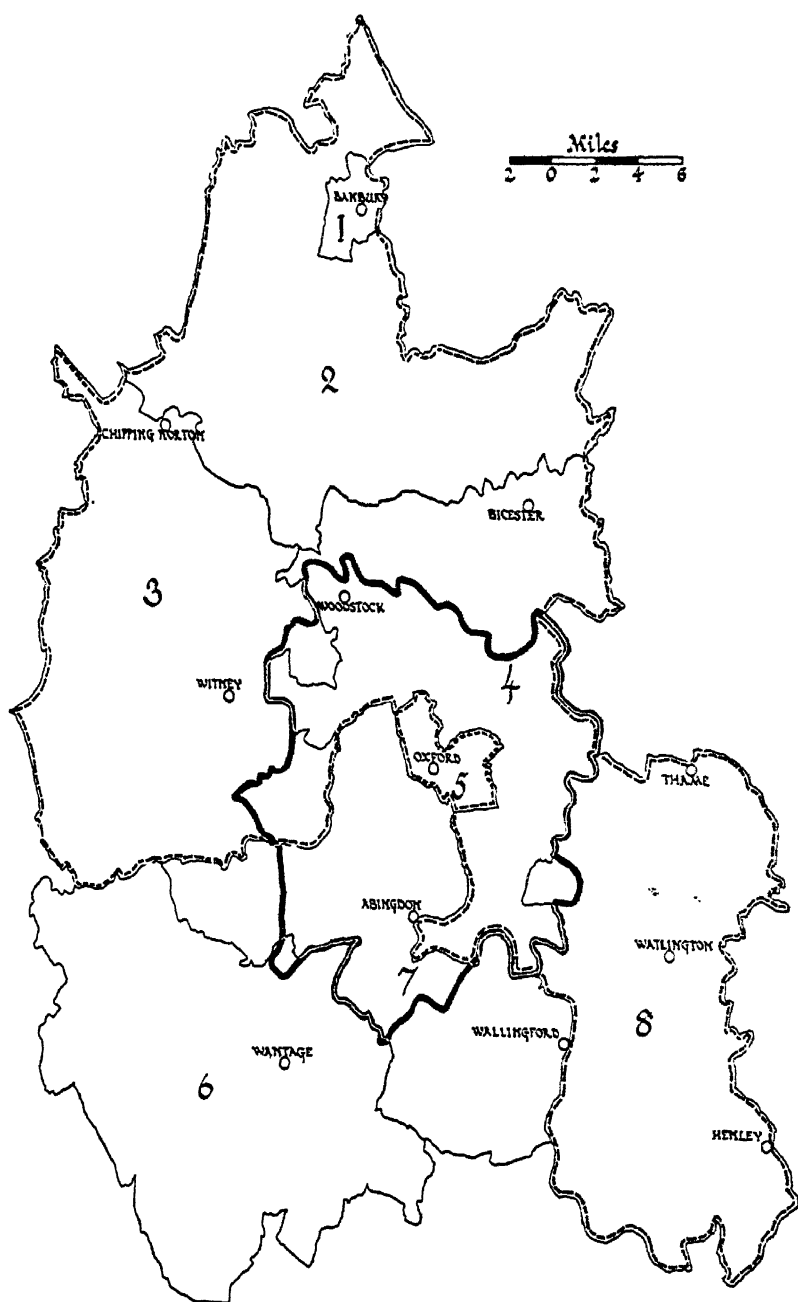 Miles
2 0 2 4 6
BANBURY
1
2
CHIPPING NORTON
BICESTER
3
WOODSTOCK
WITNEY
4
OXFORD
5
THAME
ABINGDON
WATLINGTON
7
8
WALLINGFORD
WANTAGE
6
HENLEY